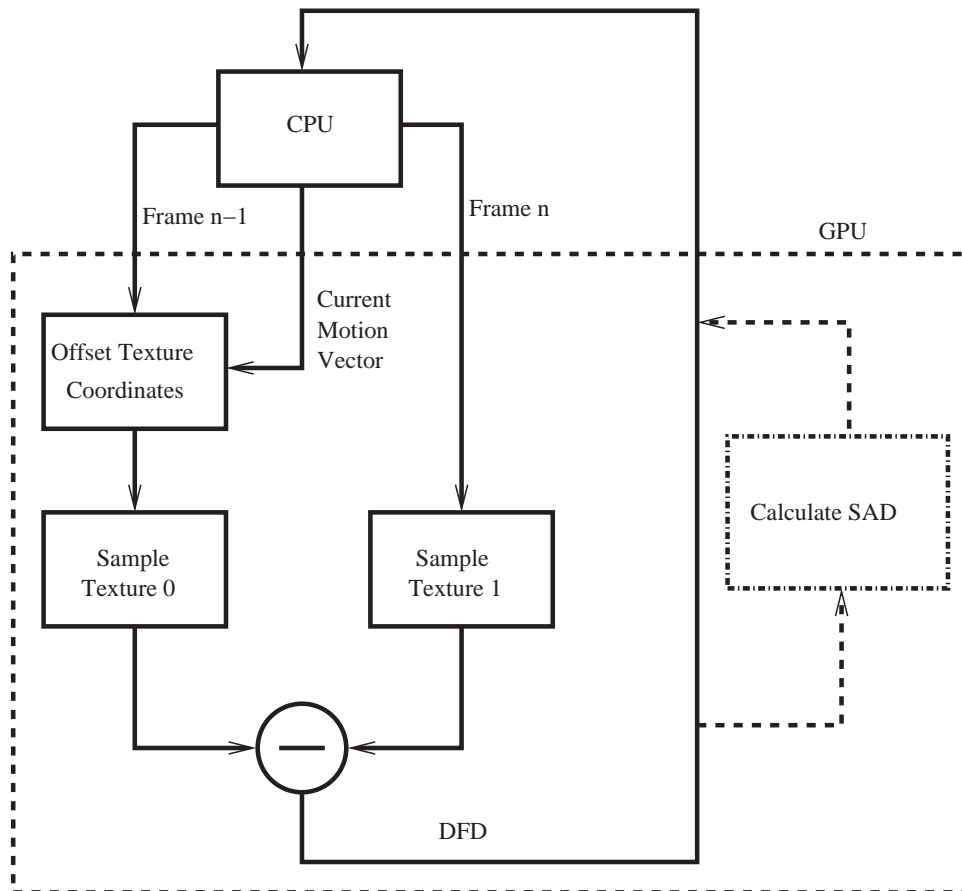 CPU
Frame n−1
Frame n
GPU
Current
Motion
Vector
Offset Texture
Coordinates
Sample
Texture 0
Sample
Texture 1
Calculate SAD
DFD